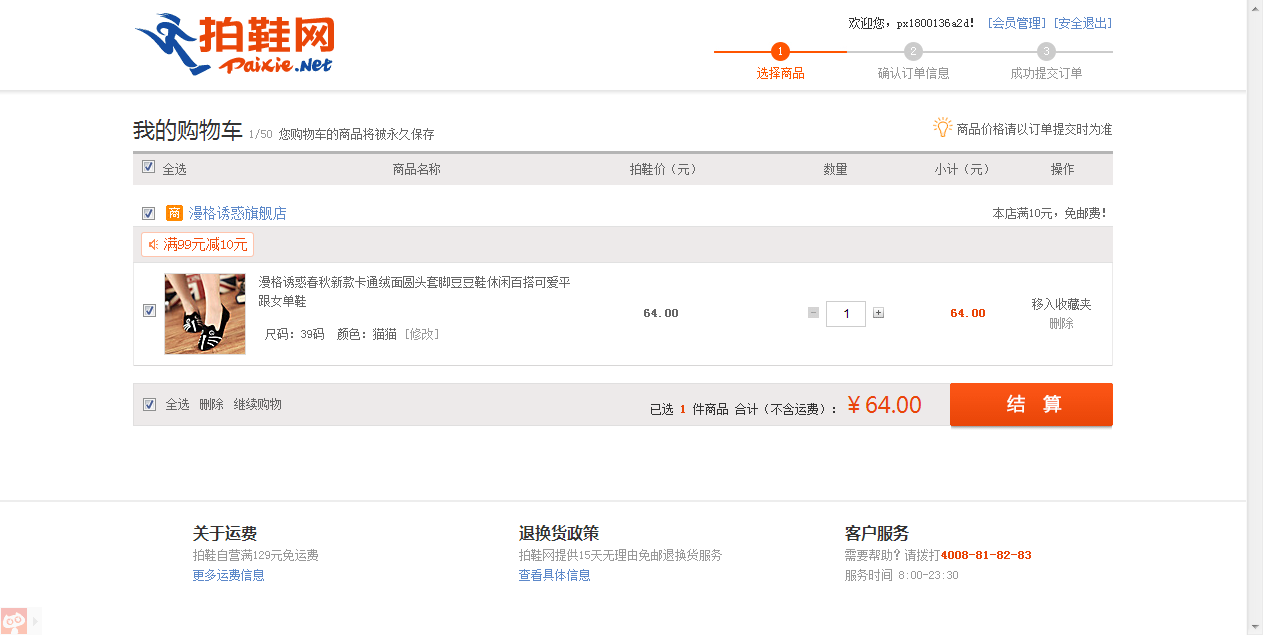 拍鞋网
Paixie.Net
欢迎您，px1800136a2d! [会员管理] [安全退出]
1 2 3
选择商品 确认订单信息 成功提交订单
我的购物车 1/50 您购物车的商品将被永久保存
商品价格请以订单提交时为准
全选 商品名称 拍鞋价（元） 数量 小计（元） 操作
商 漫格诱惑旗舰店 本店满10元，免邮费！
满99元减10元
漫格诱惑春秋新款卡通绒面圆头套脚豆豆鞋休闲百搭可爱平
跟女单鞋
尺码：39码 颜色：猫猫 [修改]
64.00 - 1 + 64.00
移入收藏夹
删除
全选 删除 继续购物 已选 1 件商品 合计（不含运费）： ¥ 64.00 结 算
关于运费
拍鞋自营满129元免运费
更多运费信息
退换货政策
拍鞋网提供15天无理由免邮退换货服务
查看具体信息
客户服务
需要帮助？请拨打4008-81-82-83
服务时间 8:00-23:30